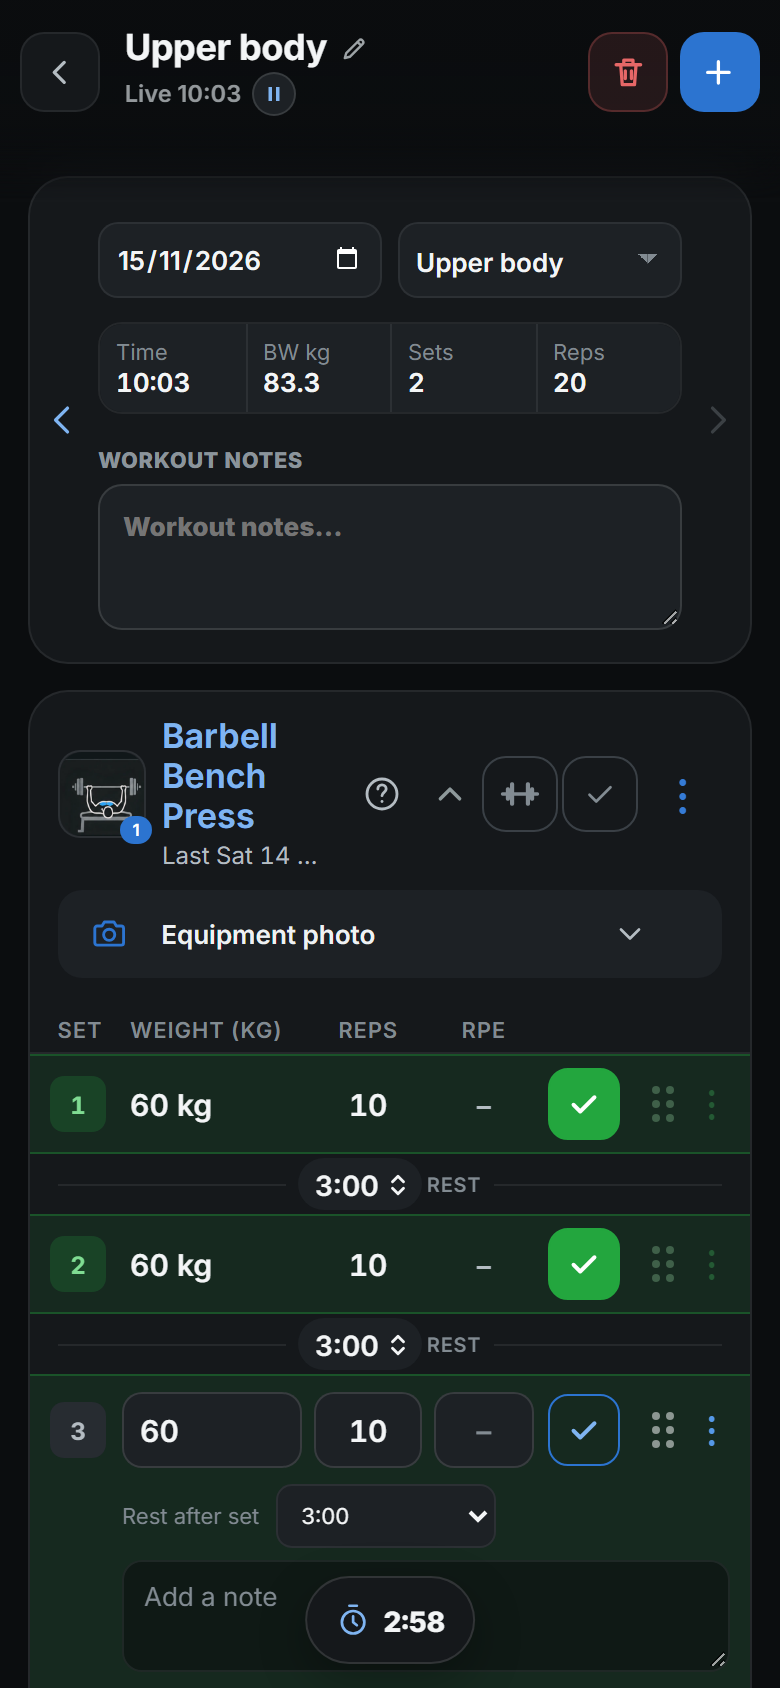 Upper body
Live 10:03
15/11/2026
Upper body
Time
10:03
BW kg
83.3
Sets
2
Reps
20
WORKOUT NOTES
Workout notes...
Barbell
Bench
Press
1
Last Sat 14 ...
Equipment photo
SET WEIGHT (KG) REPS RPE
1 60 kg 10 –
3:00 REST
2 60 kg 10 –
3:00 REST
3 60 10 –
Rest after set 3:00
Add a note
2:58